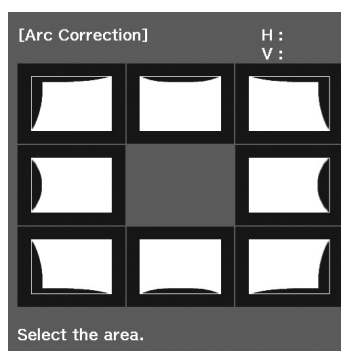 [Arc Correction] H :
V :
Select the area.